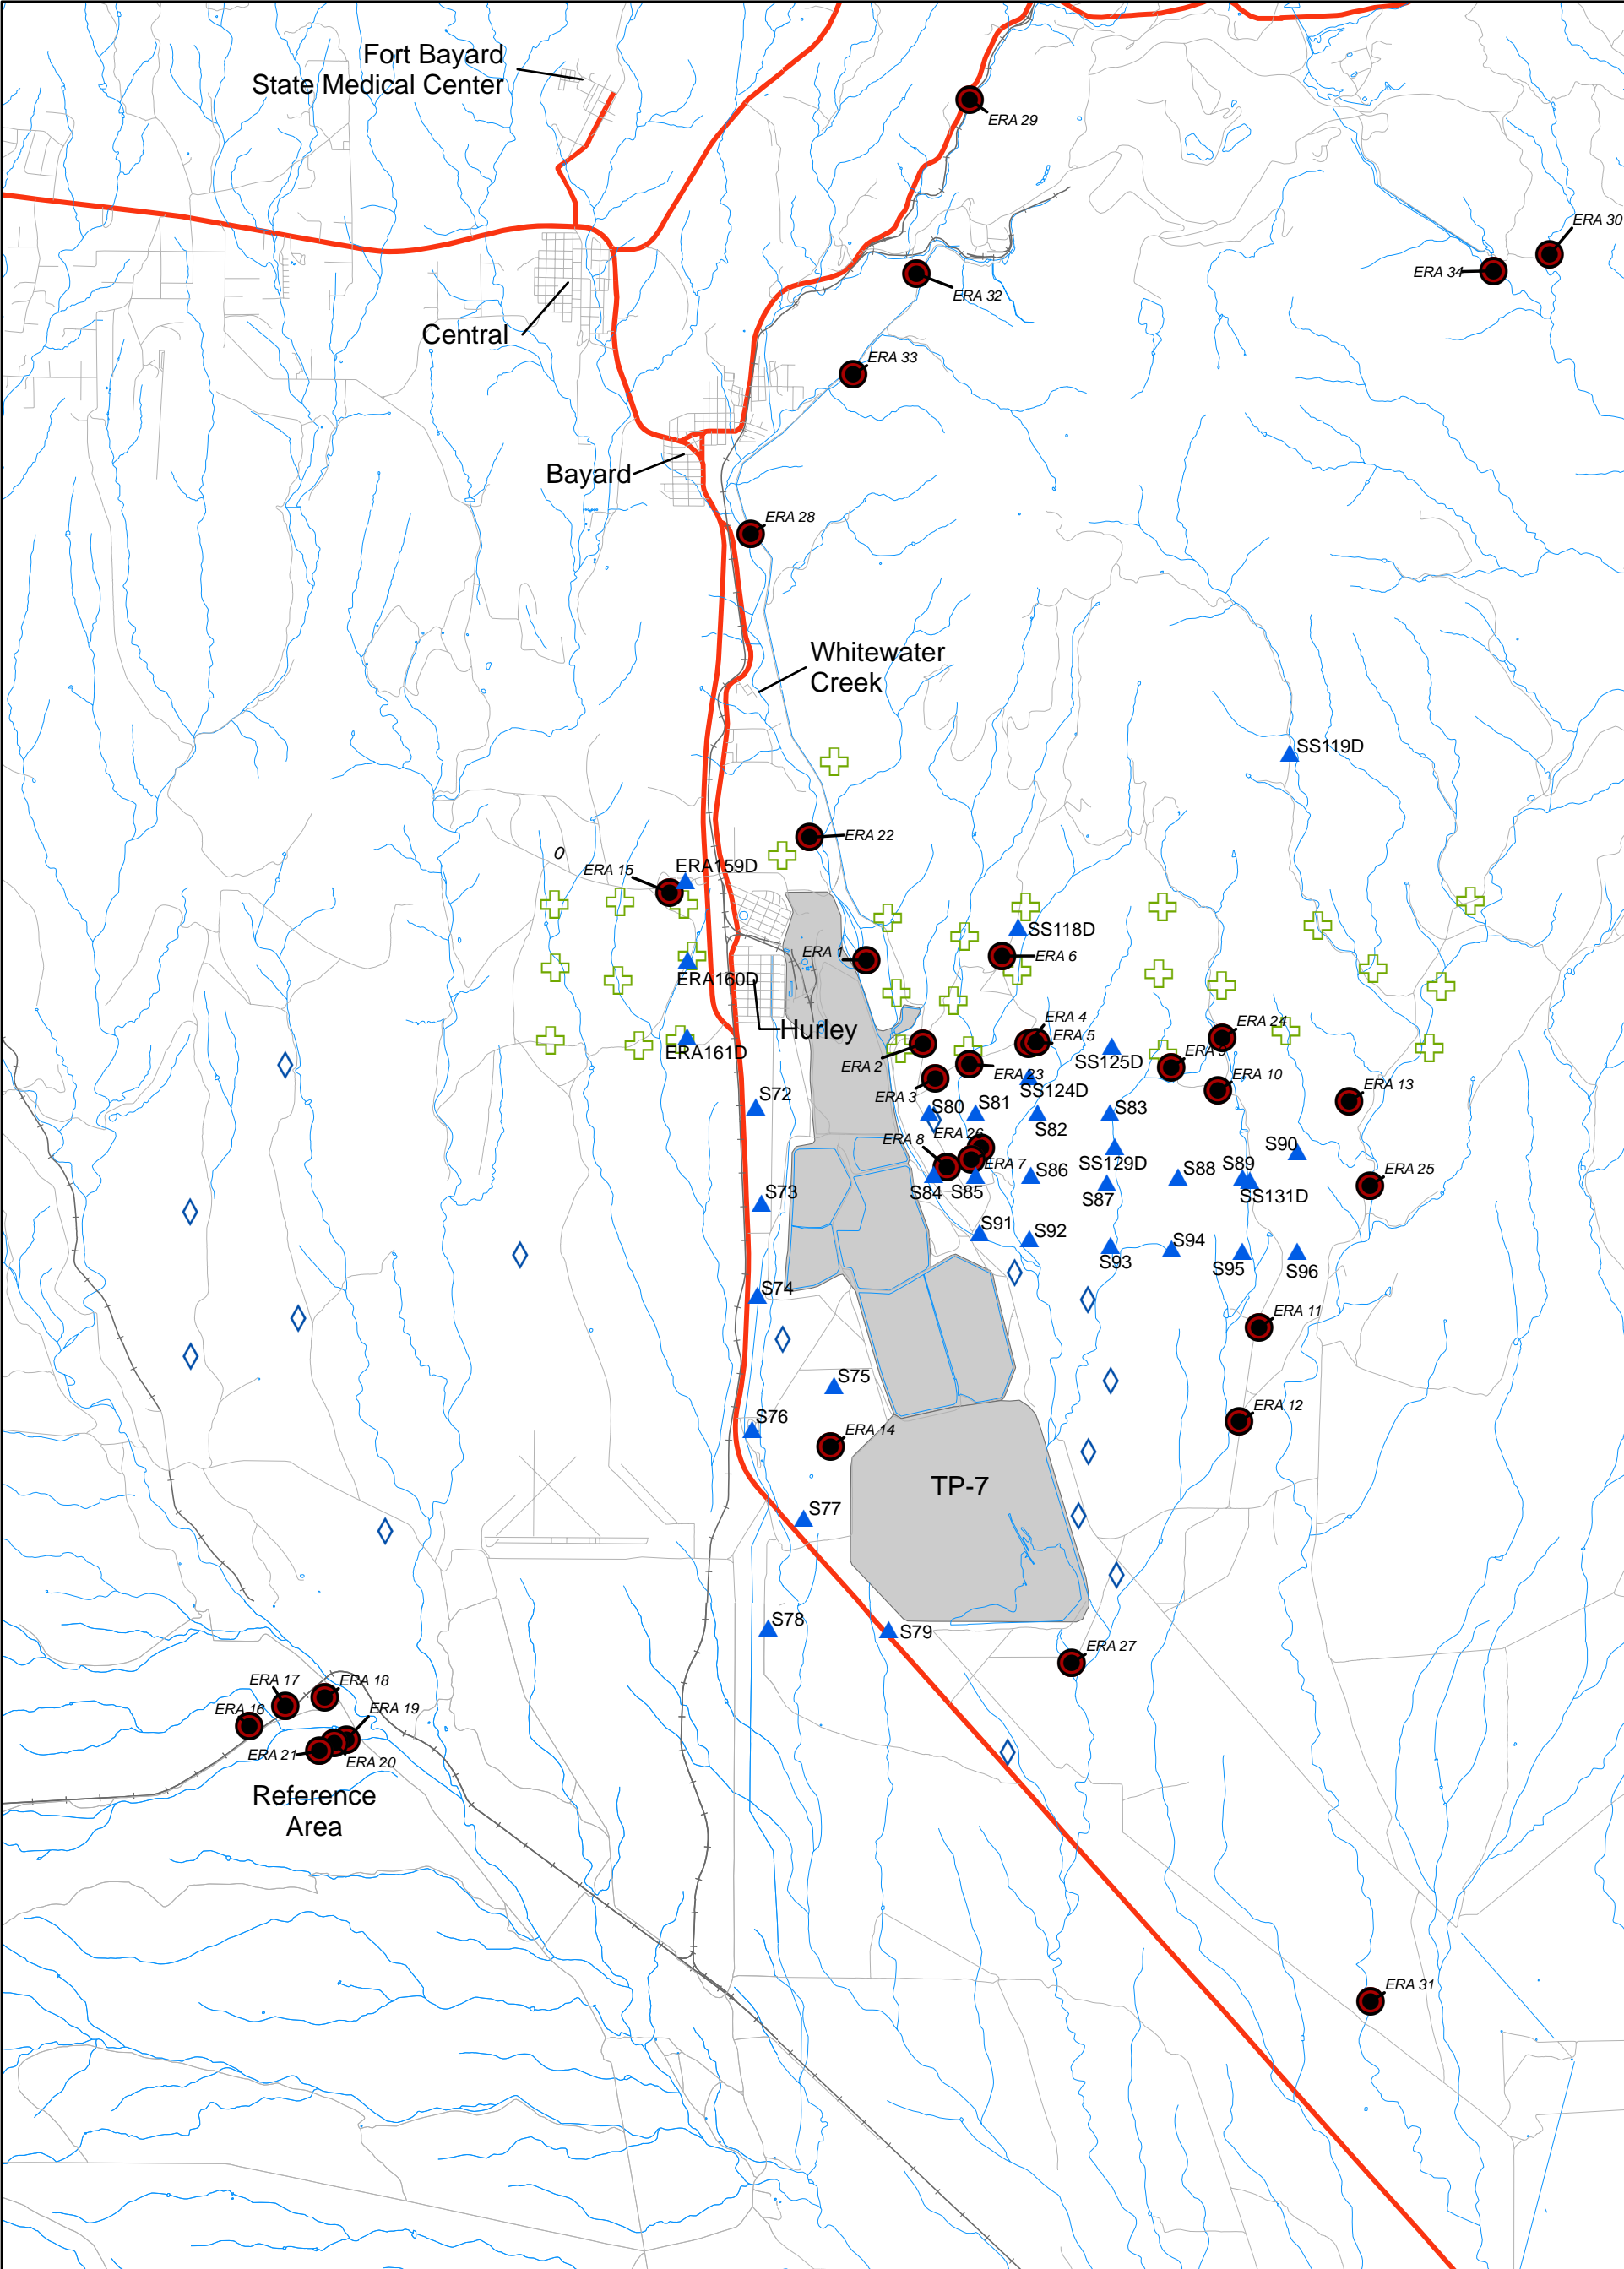 Fort Bayard
State Medical Center
ERA 29
ERA 30
ERA 34
ERA 32
Central
ERA 33
Bayard
ERA 28
Whitewater
Creek
SS119D
ERA 22
0
ERA 15
ERA159D
SS118D
ERA 1
ERA 6
ERA160D
Hurley
ERA 4
ERA 24
ERA 5
ERA161D
ERA 2
SS125D
ERA 9
ERA 23
ERA 10
SS124D
ERA 13
ERA 3
S72
S80
S81
S82
S83
ERA 26
ERA 8
S90
ERA 7
SS129D
S86
S88
S89
ERA 25
S84
S85
S87
SS131D
S73
S91
S92
S93
S94
S95
S96
S74
ERA 11
S75
ERA 12
S76
ERA 14
TP-7
S77
S78
S79
ERA 27
ERA 17
ERA 18
ERA 16
ERA 19
ERA 21
ERA 20
Reference
Area
ERA 31